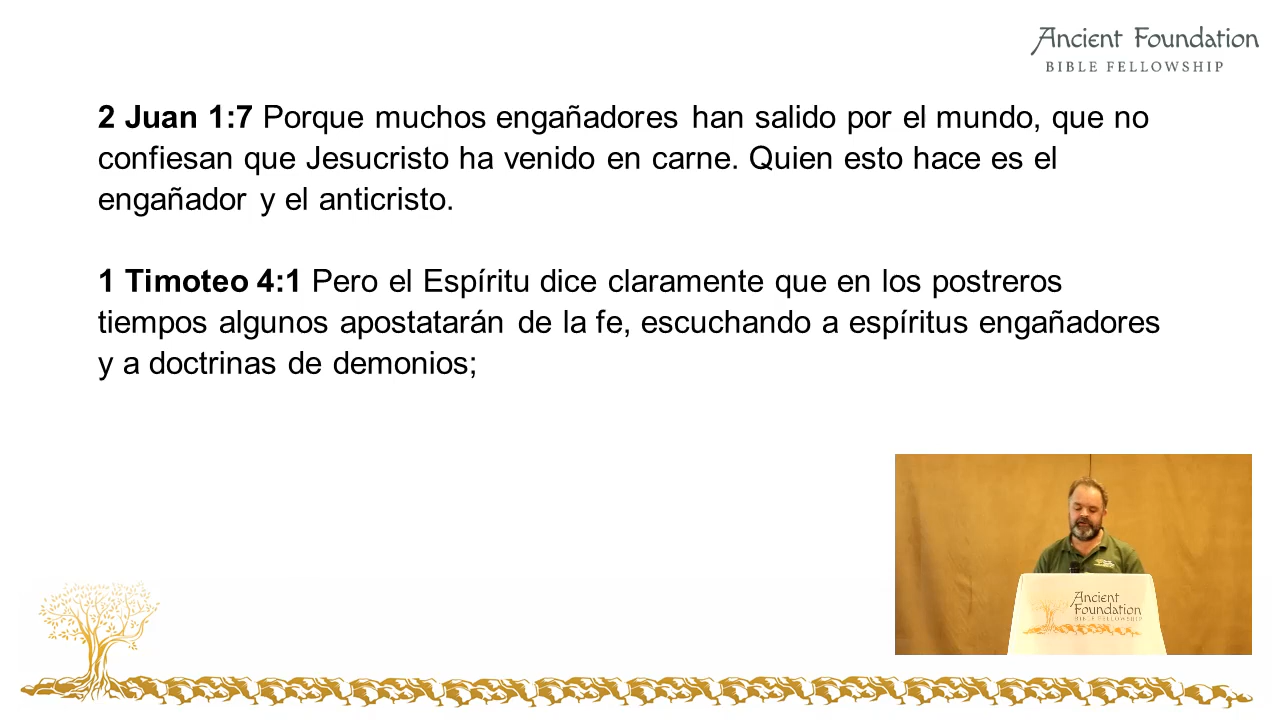 Ancient Foundation
BIBLE FELLOWSHIP
2 Juan 1:7 Porque muchos engañadores han salido por el mundo, que no
confiesan que Jesucristo ha venido en carne. Quien esto hace es el
engañador y el anticristo.
1 Timoteo 4:1 Pero el Espíritu dice claramente que en los postreros
tiempos algunos apostatarán de la fe, escuchando a espíritus engañadores
y a doctrinas de demonios;
Ancient
Foundation
BIBLE FELLOWSHIP